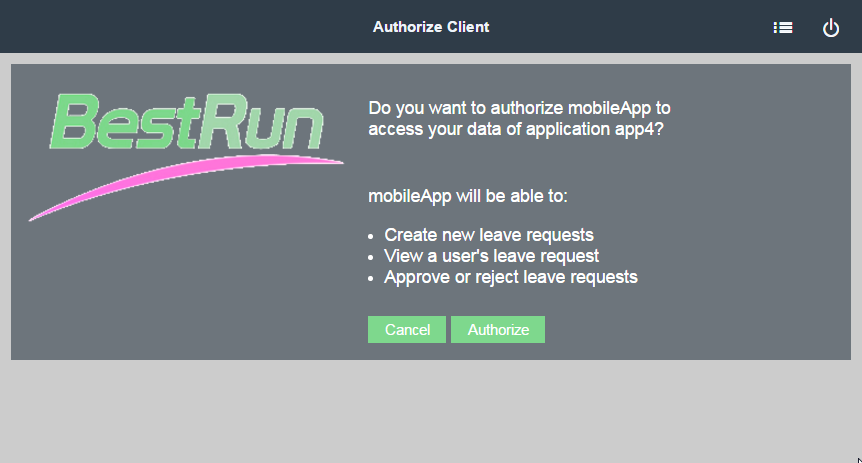 Authorize Client
BestRun
Do you want to authorize mobileApp to
access your data of application app4?
mobileApp will be able to:
• Create new leave requests
• View a user's leave request
• Approve or reject leave requests
Cancel Authorize